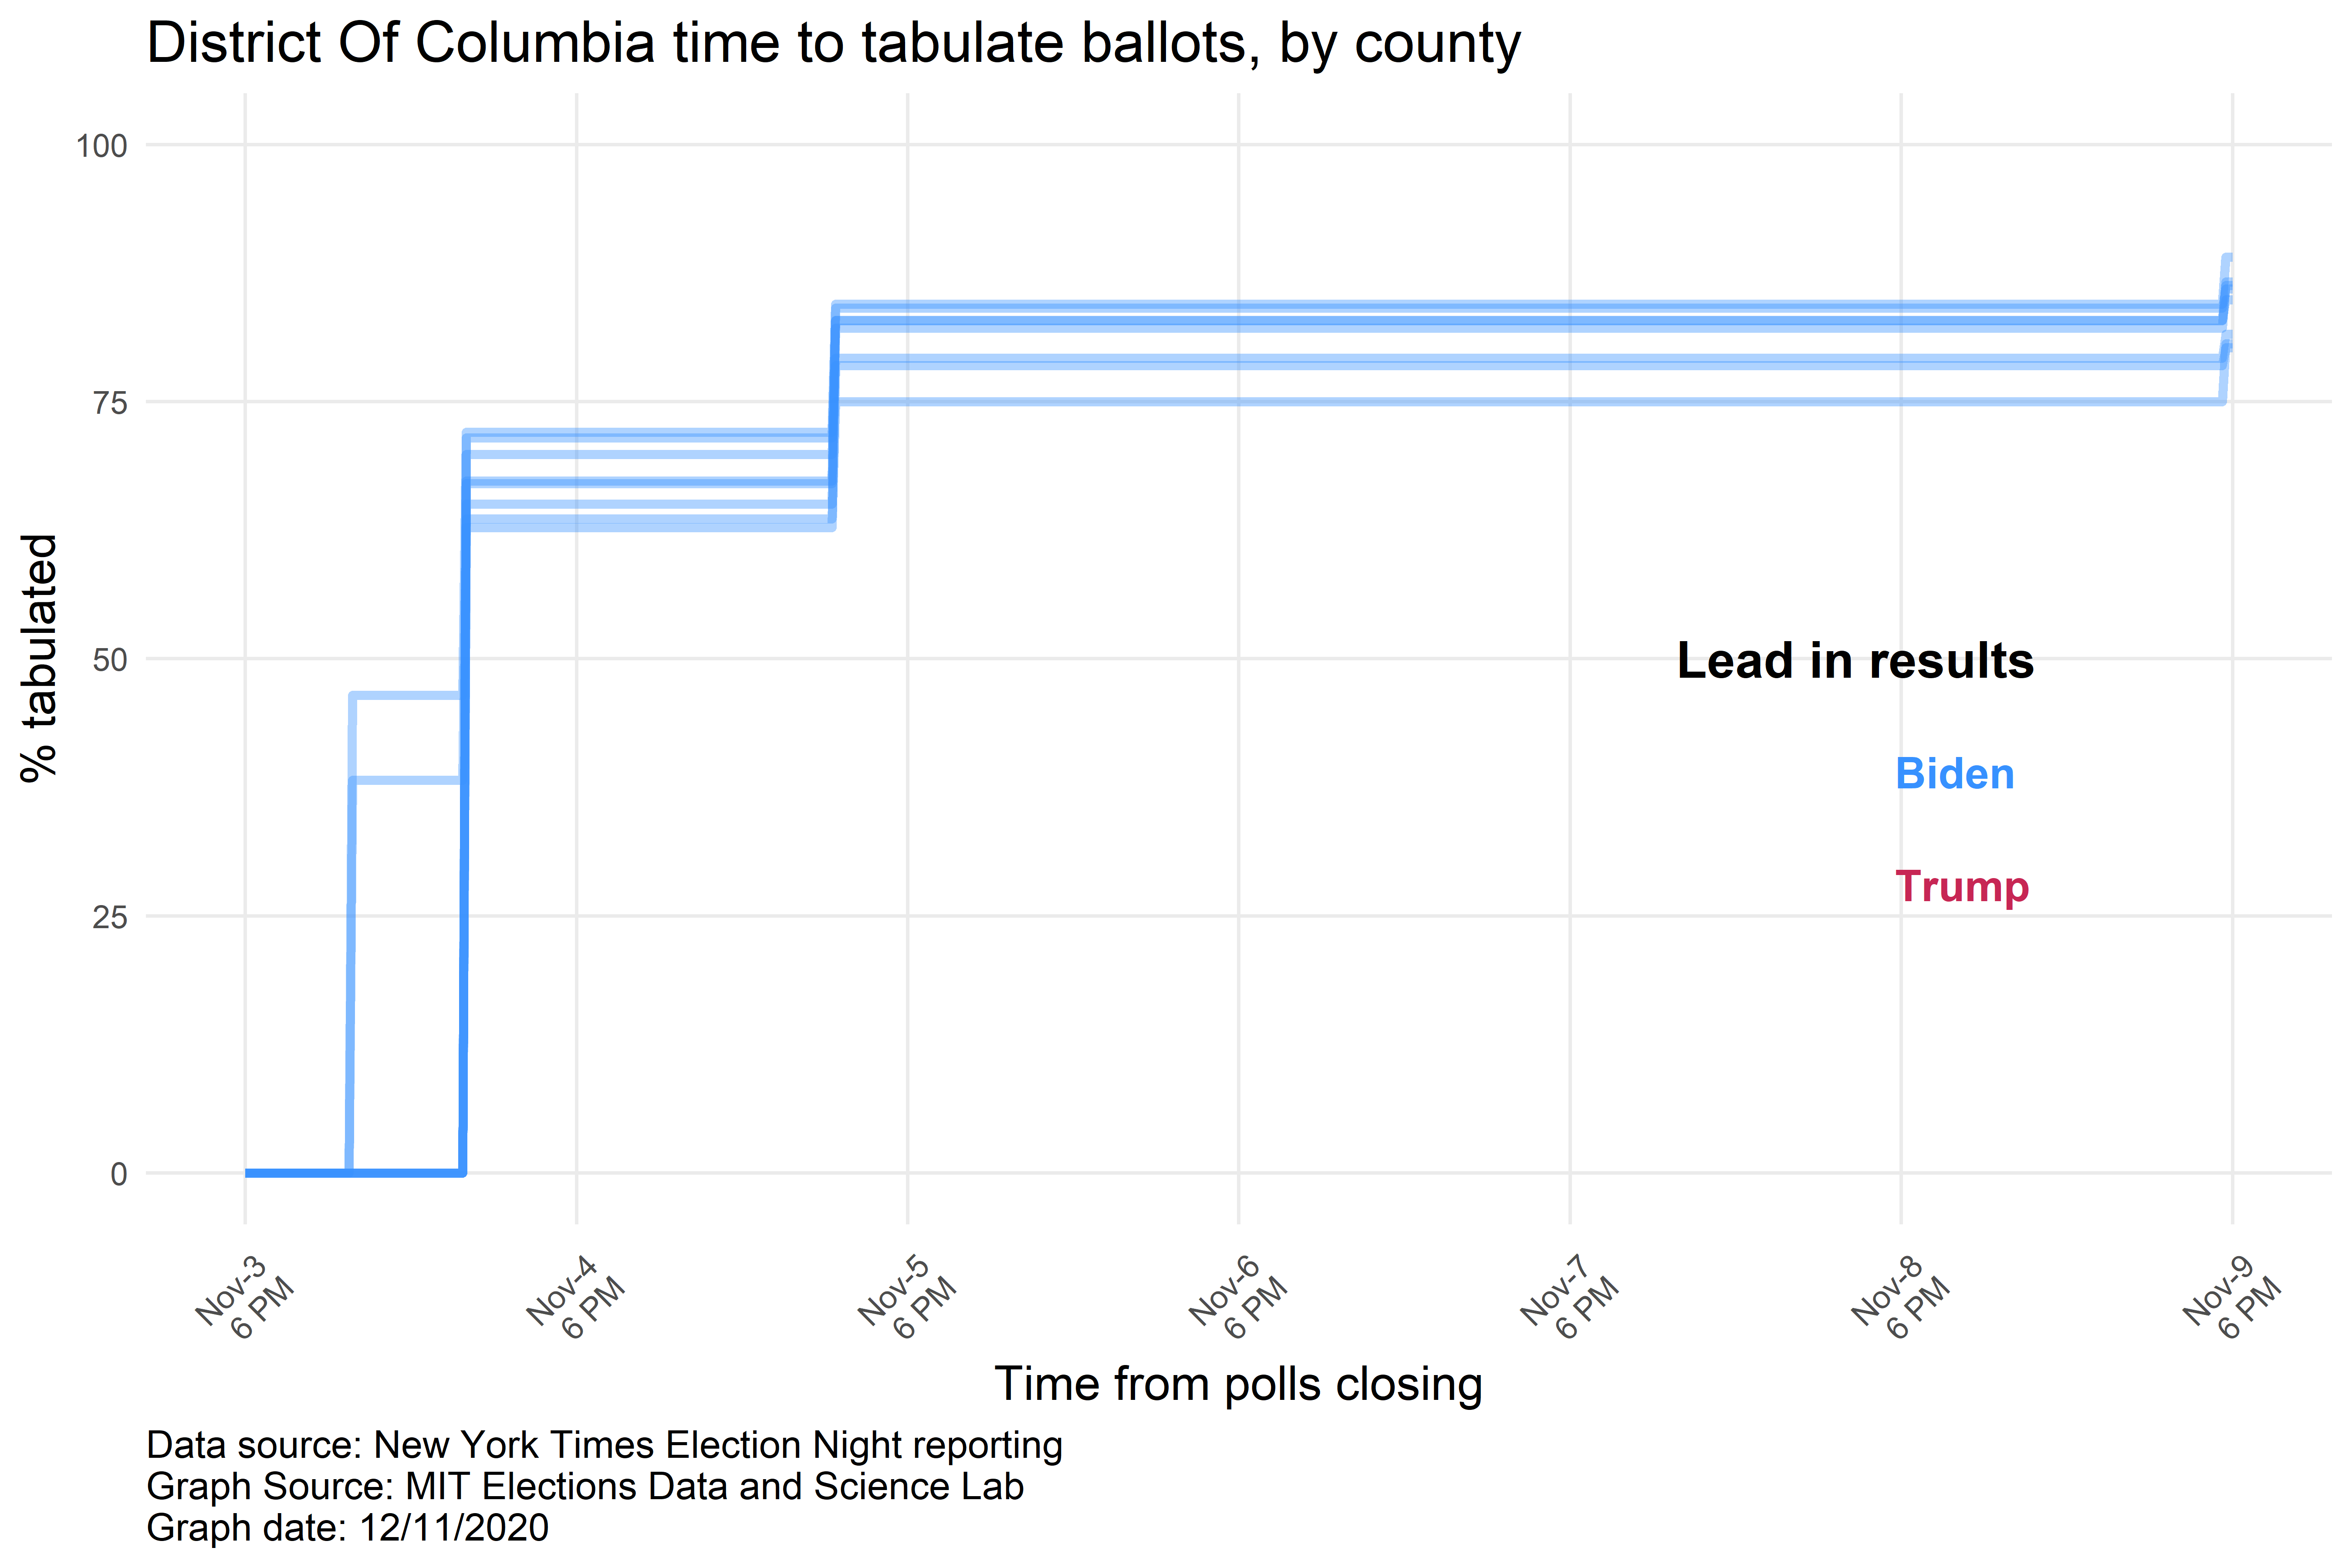 District Of Columbia time to tabulate ballots, by county
100
75
50
25
0
% tabulated
Lead in results
Biden
Trump
Nov-3
6 PM
Nov-4
6 PM
Nov-5
6 PM
Nov-6
6 PM
Nov-7
6 PM
Nov-8
6 PM
Nov-9
6 PM
Time from polls closing
Data source: New York Times Election Night reporting
Graph Source: MIT Elections Data and Science Lab
Graph date: 12/11/2020